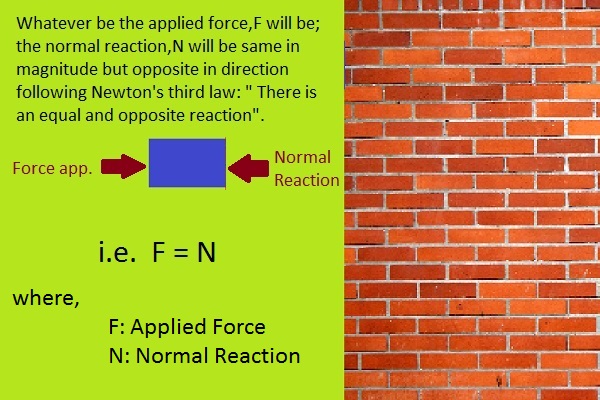 Whatever be the applied force,F will be;
the normal reaction,N will be same in
magnitude but opposite in direction
following Newton's third law: " There is
an equal and opposite reaction".
Force app.
Normal
Reaction
i.e. F = N
where,
F: Applied Force
N: Normal Reaction